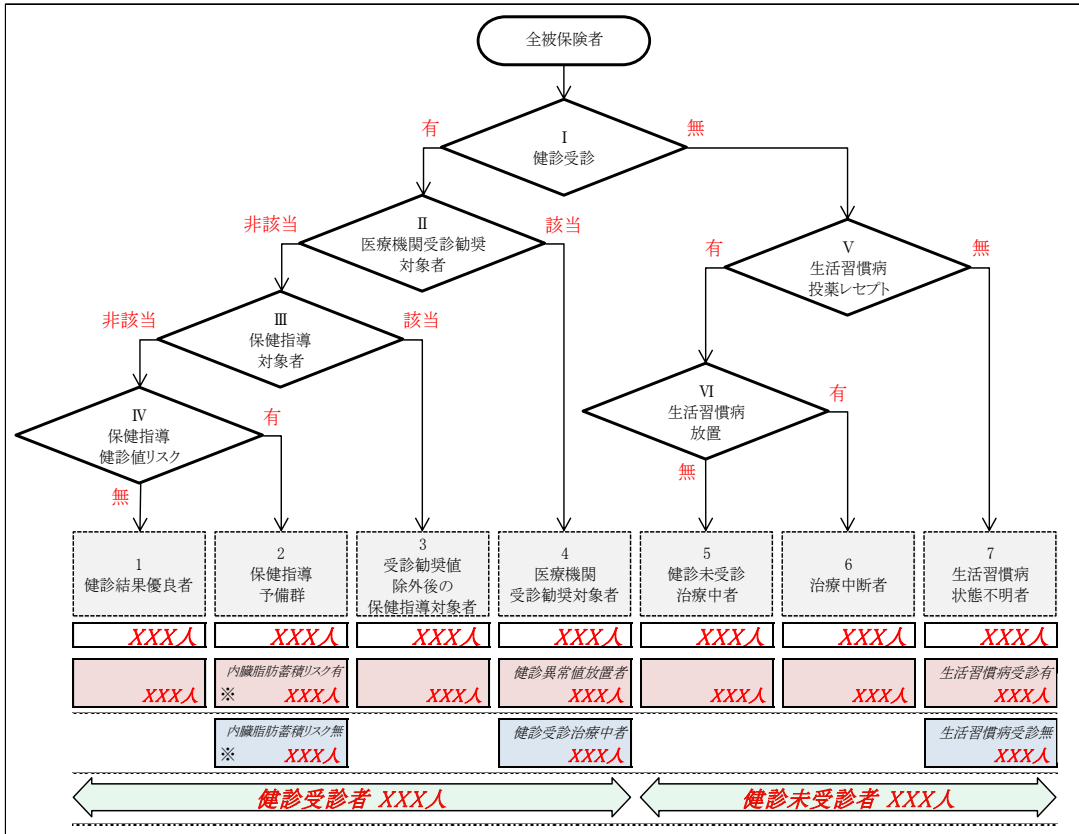 全被保険者
有
Ⅰ
健診受診
無
非該当
Ⅱ
医療機関受診勧奨
対象者
該当
有
Ⅴ
生活習慣病
投薬レセプト
無
非該当
Ⅲ
保健指導
対象者
該当
Ⅳ
保健指導
健診値リスク
有
無
Ⅵ
生活習慣病
放置
有
無
1
健診結果優良者
2
保健指導
予備群
3
受診勧奨値
除外後の
保健指導対象者
4
医療機関
受診勧奨対象者
5
健診未受診
治療中者
6
治療中断者
7
生活習慣病
状態不明者
XXX人
XXX人
XXX人
XXX人
XXX人
XXX人
XXX人
XXX人
内臓脂肪蓄積リスク有
※ XXX人
XXX人
健診異常値放置者
XXX人
XXX人
XXX人
生活習慣病受診有
XXX人
内臓脂肪蓄積リスク無
※ XXX人
健診受診治療中者
XXX人
生活習慣病受診無
XXX人
健診受診者 XXX人
健診未受診者 XXX人